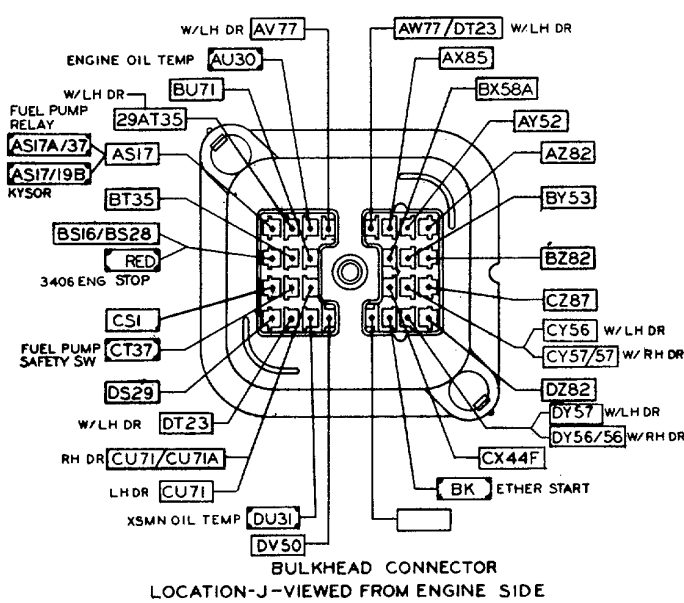 W/LH DR AV77
AW77/DT23 W/LH DR
ENGINE OIL TEMP AU30
AX85
W/LH DR
BU71
BX58A
FUEL PUMP
RELAY
29AT35
AY52
AS17A/37
AS17
AZ82
AS17/19B
KYSOR
BT35
BY53
BS16/BS28
RED
BZ82
3406 ENG STOP
CZ87
CS1
CY56 W/LH DR
FUEL PUMP
SAFETY SW
CT37
CY57/57 W/RH DR
DS29
DZ82
W/LH DR DT23
DY57 W/LH DR
DY56/56 W/RH DR
RH DR CU71/CU71A
CX44F
LH DR CU71
BK ETHER START
XSMN OIL TEMP DU31
DV50
BULKHEAD CONNECTOR
LOCATION-J-VIEWED FROM ENGINE SIDE